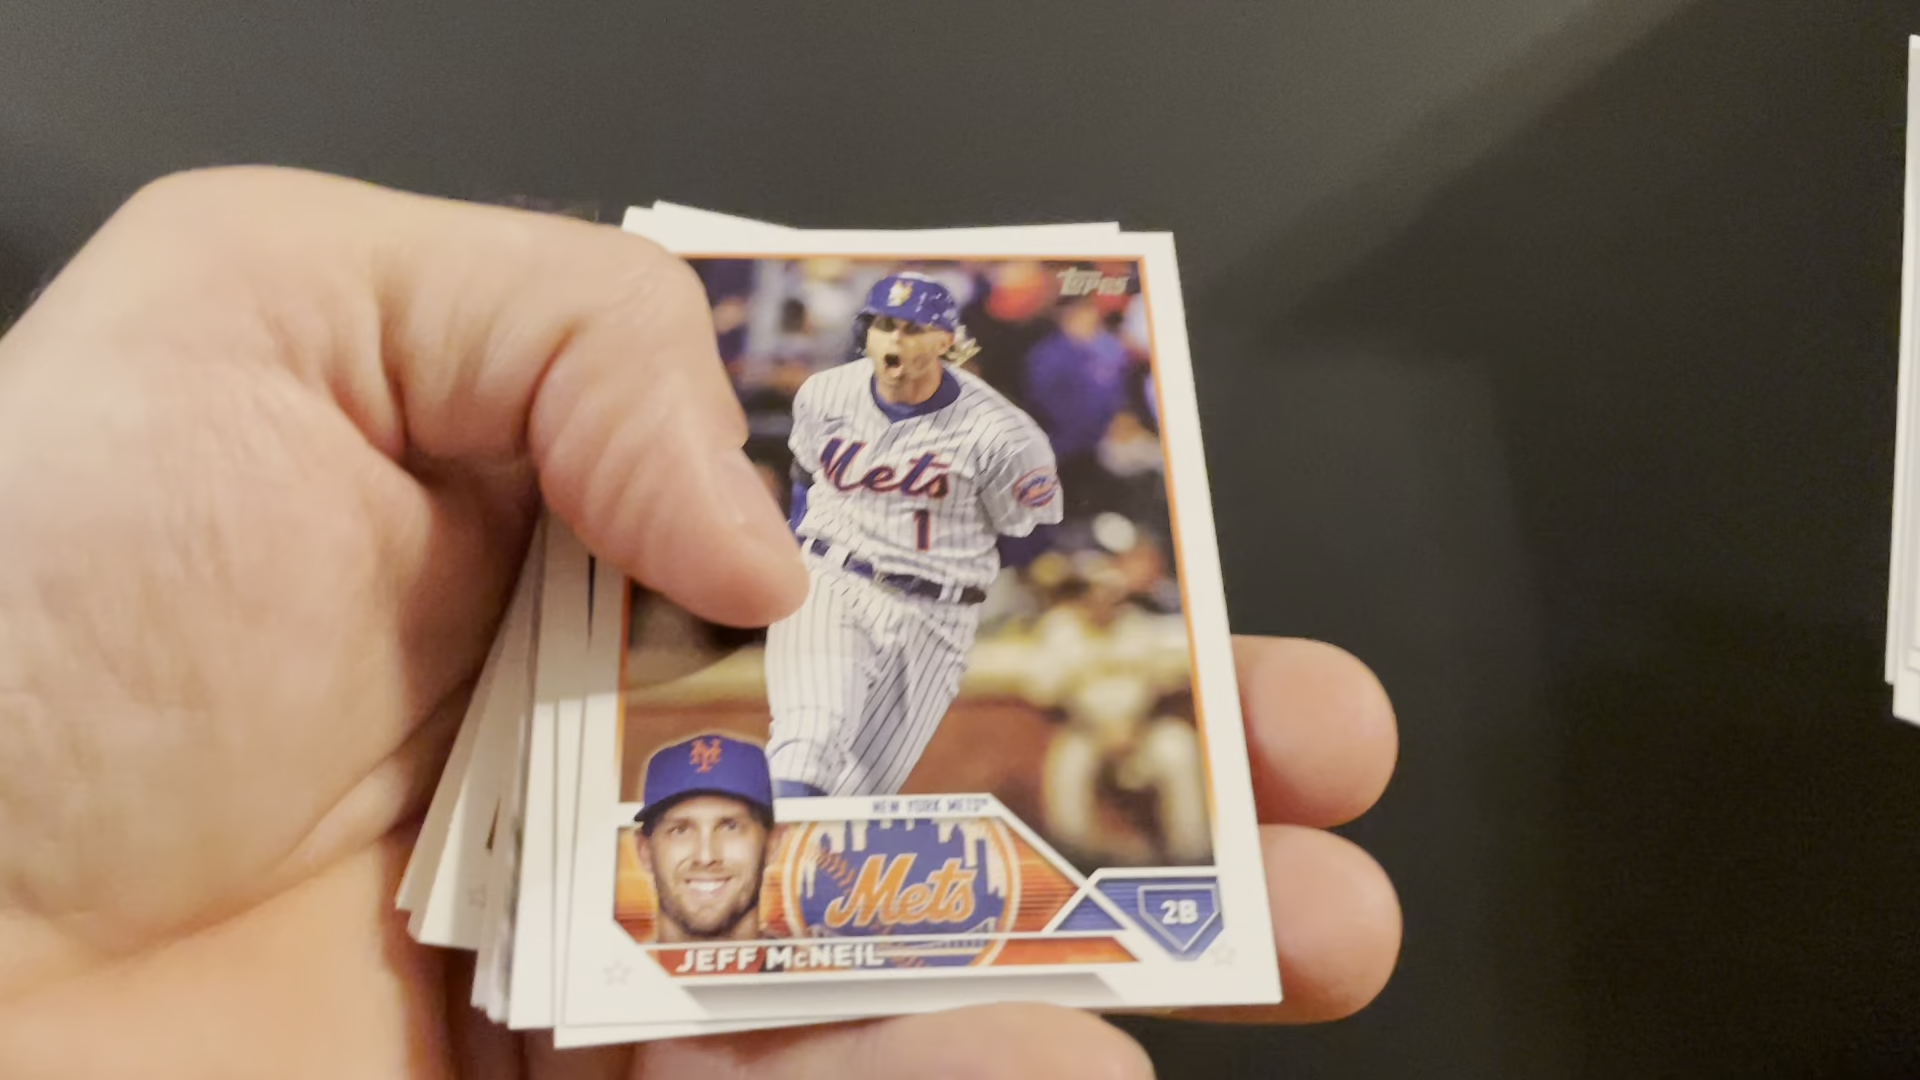 Topps
Mets
1
NEW YORK METS
Mets
2B
JEFF McNEIL